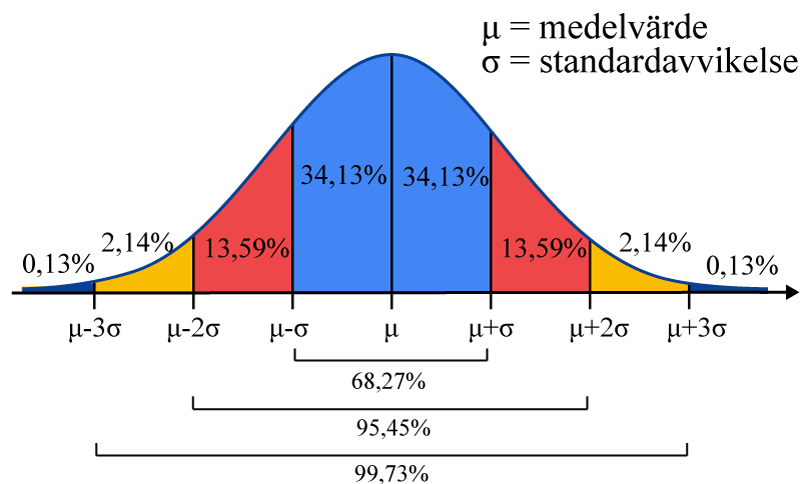 μ = medelvärde
σ = standardavvikelse
34,13% 34,13%
0,13% 2,14% 13,59% 13,59% 2,14% 0,13%
μ-3σ μ-2σ μ-σ μ μ+σ μ+2σ μ+3σ
68,27%
95,45%
99,73%